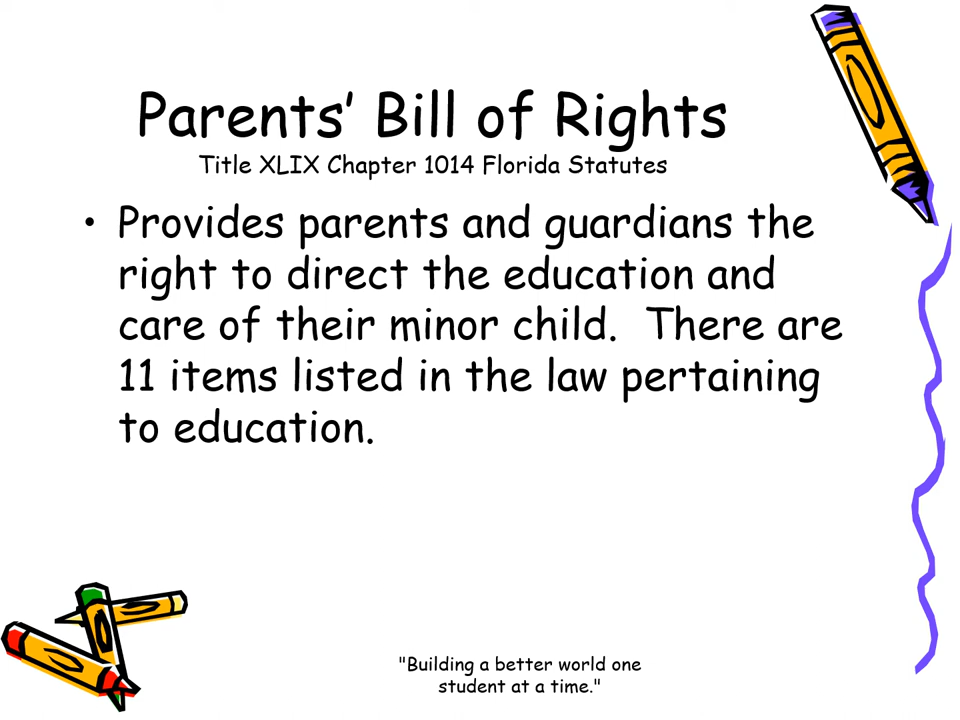 Parents’ Bill of Rights
Title XLIX Chapter 1014 Florida Statutes
• Provides parents and guardians the
right to direct the education and
care of their minor child.  There are
11 items listed in the law pertaining
to education.
"Building a better world one
student at a time."